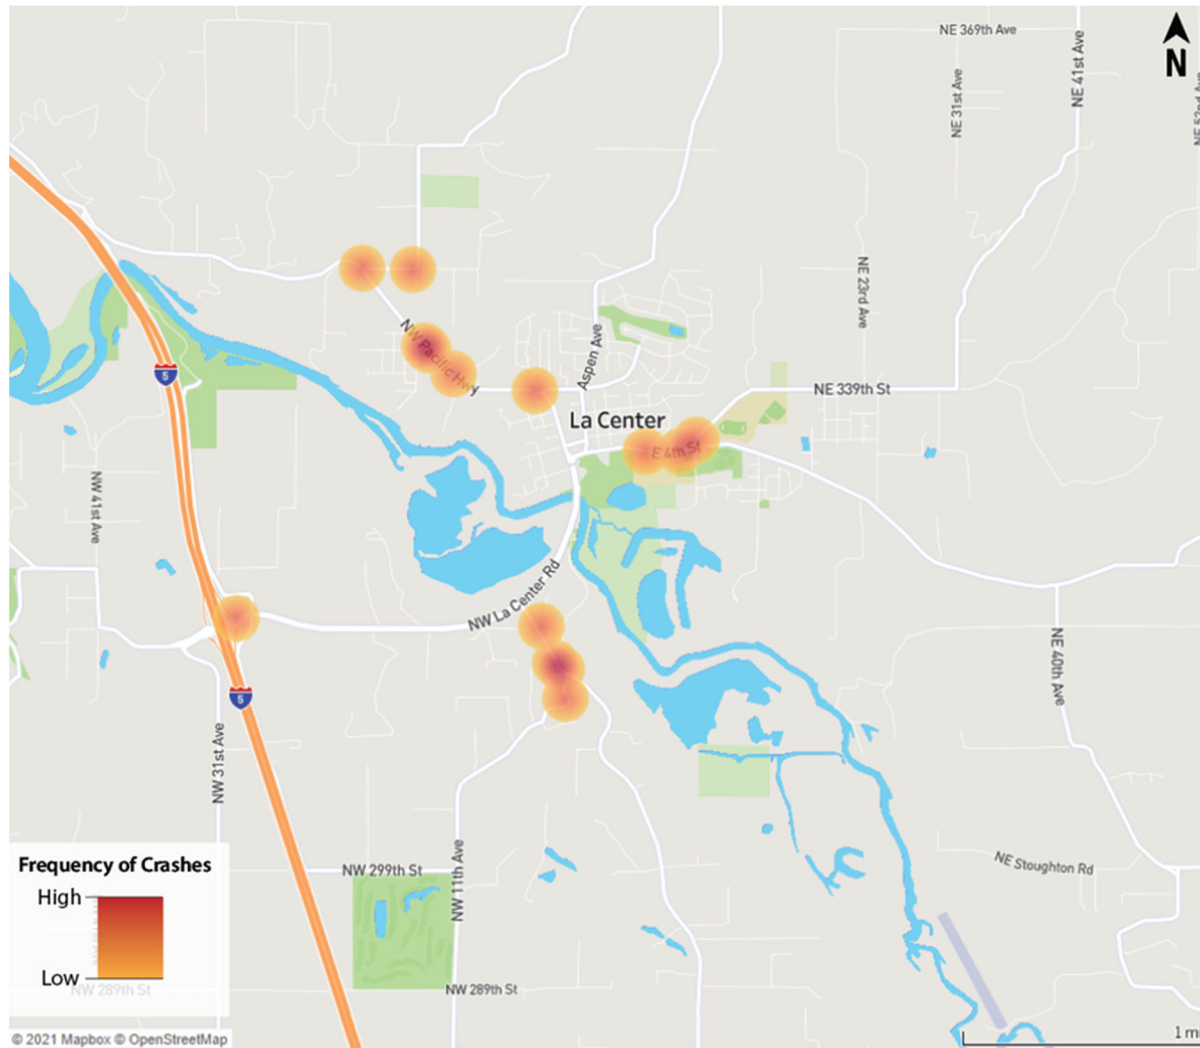 NE 369th Ave
NE 41st Ave
N
NE 31st Ave
NE 23rd Ave
NW Pacific Hwy
Aspen Ave
5
NE 339th St
La Center
E 4th St
NW 41st Ave
NW La Center Rd
NE 40th Ave
5
NW 31st Ave
Frequency of Crashes
High
Low
NW 299th St
NW 11th Ave
NE Stoughton Rd
NW 289th St
NW 289th St
© 2021 Mapbox © OpenStreetMap
1 m